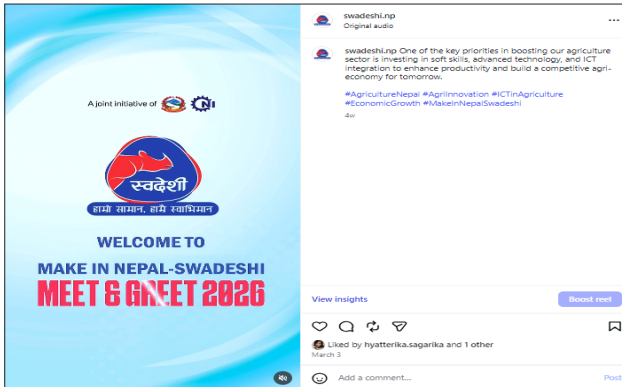 A joint initiative of
CNI
स्वदेशी
हाम्रो सामान, हाम्रै स्वाभिमान
WELCOME TO
MAKE IN NEPAL-SWADESHI
MEET & GREET 2026
swadeshi.np
Original audio
swadeshi.np One of the key priorities in boosting our agriculture
sector is investing in soft skills, advanced technology, and ICT
integration to enhance productivity and build a competitive agri-
economy for tomorrow.
#AgricultureNepal #AgriInnovation #ICTinAgriculture
#EconomicGrowth #MakeInNepalSwadeshi
4w
View insights
Boost reel
Liked by hyatterika.sagarika and 1 other
March 3
Add a comment...
Post